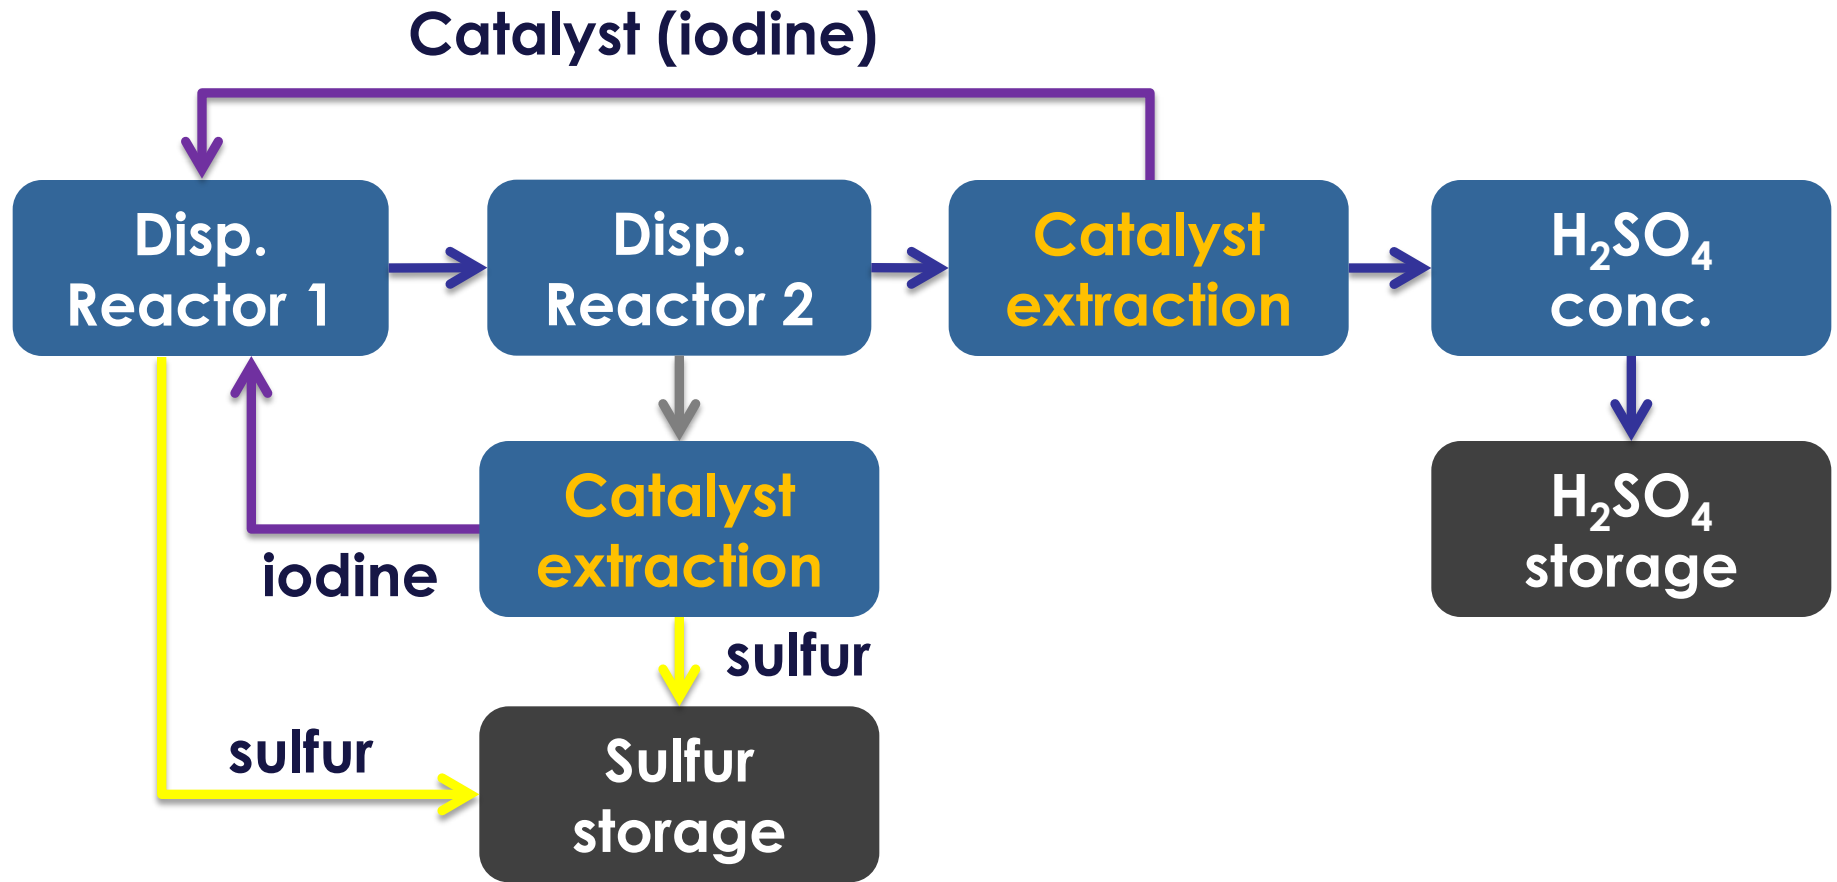 Catalyst (iodine)
Disp.
Reactor 1
Disp.
Reactor 2
Catalyst
extraction
H₂SO₄
conc.
Catalyst
extraction
iodine
H₂SO₄
storage
sulfur
sulfur
Sulfur
storage